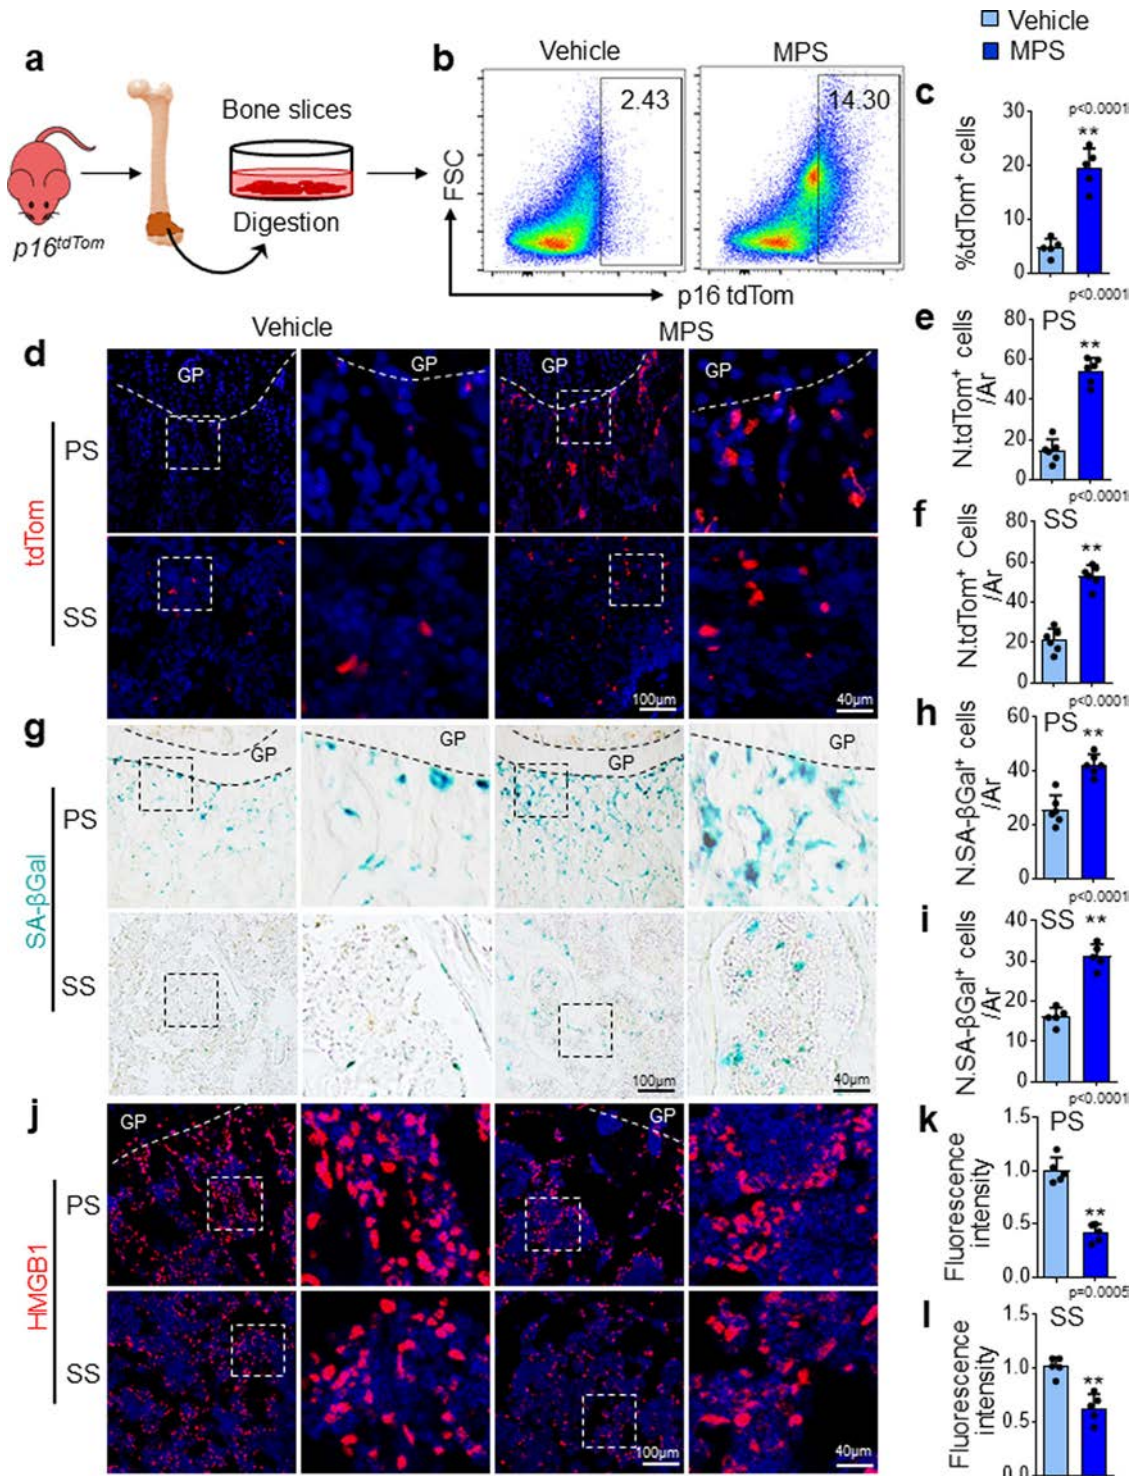 Vehicle
MPS
a
p16tdTom
Bone slices
Digestion
b
Vehicle
MPS
2.43
14.30
FSC
p16 tdTom
c
p<0.0001
**
%tdTom+ cells
30
20
10
0
Vehicle
MPS
d
tdTom
PS
SS
GP
GP
GP
GP
100μm
40μm
e
p<0.0001
PS
**
N.tdTom+ cells
/Ar
80
60
40
20
0
f
p<0.0001
SS
**
N.tdTom+ Cells
/Ar
80
60
40
20
0
g
SA-βGal
PS
SS
GP
GP
GP
GP
100μm
40μm
h
p<0.0001
PS
**
N.SA-βGal+ cells
/Ar
60
40
20
0
i
p<0.0001
SS
**
N.SA-βGal+ cells
/Ar
40
30
20
10
0
j
HMGB1
PS
SS
GP
GP
100μm
40μm
k
p<0.0001
PS
**
Fluorescence
intensity
1.5
1.0
0.5
0.0
l
p=0.0005
SS
**
Fluorescence
intensity
1.5
1.0
0.5
0.0